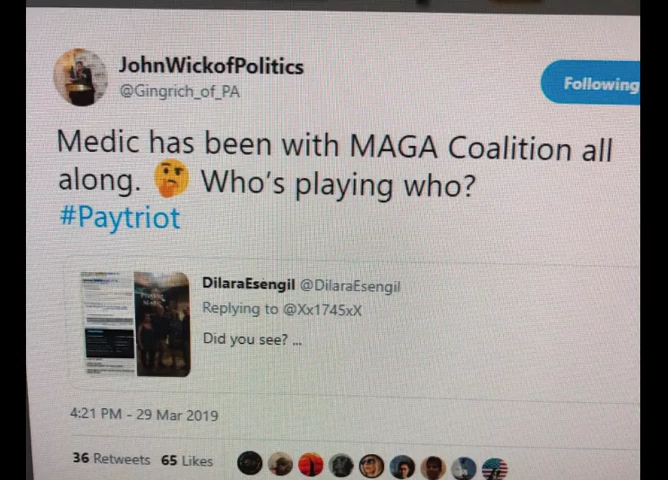 JohnWickofPolitics
@Gingrich_of_PA
Following
Medic has been with MAGA Coalition all
along. 🤔 Who's playing who?
#Paytriot
DilaraEsengil @DilaraEsengil
Replying to @Xx1745xX
Did you see? ...
4:21 PM - 29 Mar 2019
36 Retweets 65 Likes